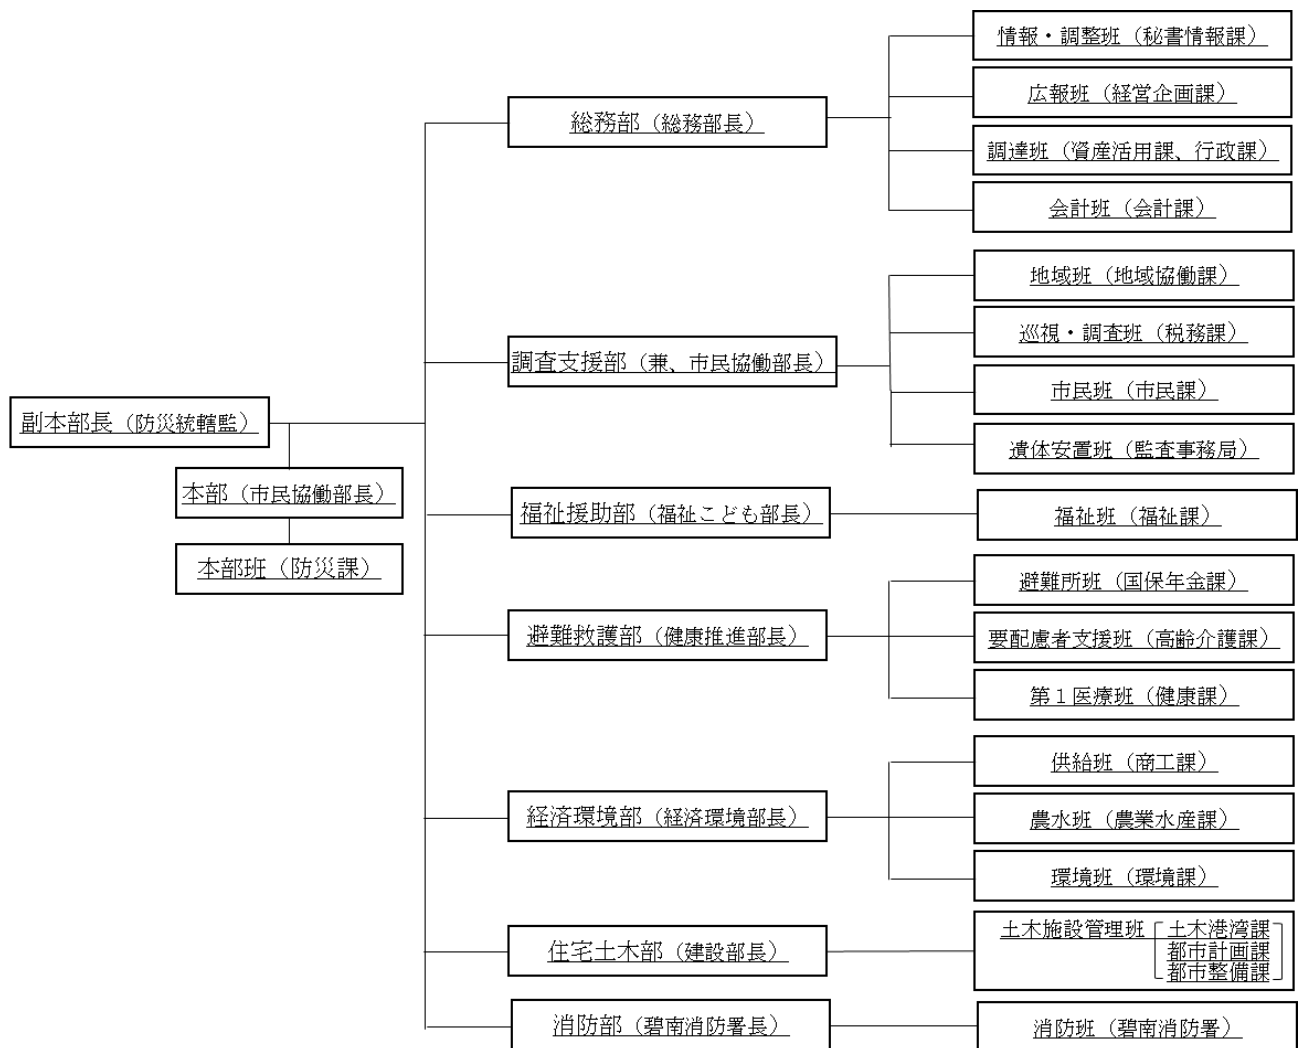 副本部長（防災統轄監）
本部（市民協働部長）
本部班（防災課）
総務部（総務部長）
情報・調整班（秘書情報課）
広報班（経営企画課）
調達班（資産活用課、行政課）
会計班（会計課）
調査支援部（兼、市民協働部長）
地域班（地域協働課）
巡視・調査班（税務課）
市民班（市民課）
遺体安置班（監査事務局）
福祉援助部（福祉こども部長）
福祉班（福祉課）
避難救護部（健康推進部長）
避難所班（国保年金課）
要配慮者支援班（高齢介護課）
第１医療班（健康課）
経済環境部（経済環境部長）
供給班（商工課）
農水班（農業水産課）
環境班（環境課）
住宅土木部（建設部長）
土木施設管理班 土木港湾課
都市計画課
都市整備課
消防部（碧南消防署長）
消防班（碧南消防署）